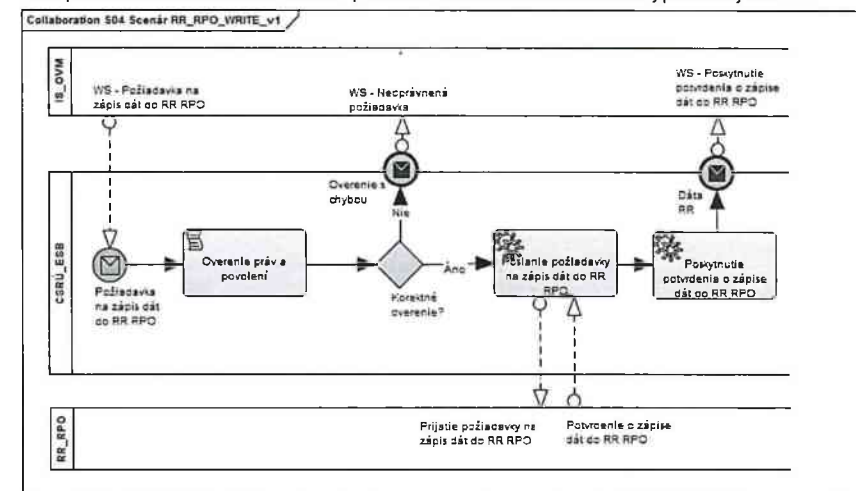 Collaboration S04 Scenár RR_RPO_WRITE_v1
IS_OVM
WS - Požiadavka na
zápis dát do RR RPO
WS - Neoprávnená
požiadavka
WS - Poskytnutie
potvrdenia o zápise
dát do RR RPO
CSRÚ_ESB
Požiadavka
na zápis dát
do RR RPO
Overenie práv a
povolení
Overenie s
chybou
Nie
Korektné
overenie?
Áno
Poslanie požiadavky
na zápis dát do RR
RPO
Dáta
RR
Poskytnutie
potvrdenia o zápise
dát do RR RPO
RR_RPO
Prijatie požiadavky na
zápis dát do RR RPO
Potvrdenie o zápise
dát do RR RPO